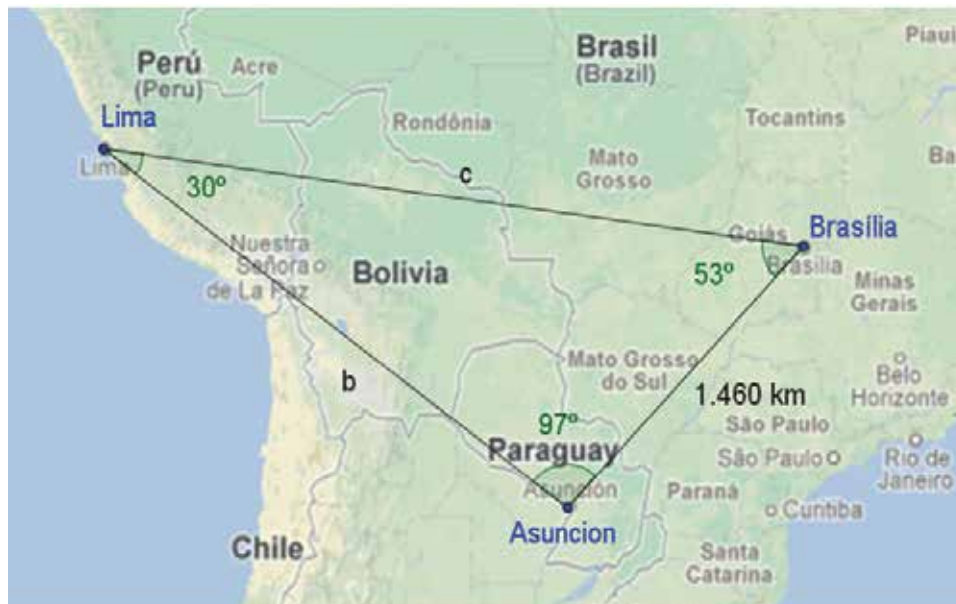 Perú
(Peru)
Acre
Brasil
(Brazil)
Piauí
Lima
Lima
30º
Rondônia
c
Tocantins
Mato
Grosso
Ba
Nuestra
Señora
de La Paz
Bolivia
Goiás
Brasília
Brasília
53º
Minas
Gerais
b
Mato Grosso
do Sul
1.460 km
Belo
Horizonte
97º
Paraguay
Asunción
São Paulo
São Paulo
Rio de
Janeiro
Paraná
Curitiba
Asuncion
Chile
Santa
Catarina